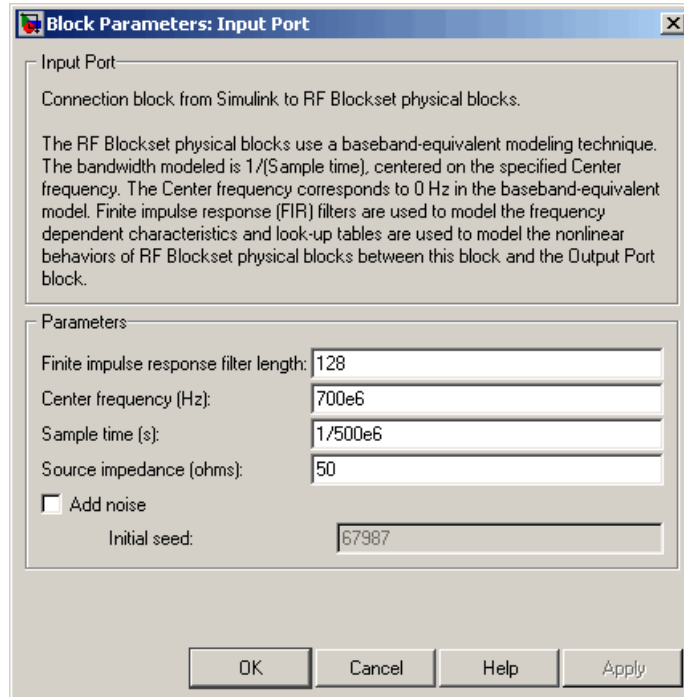 Block Parameters: Input Port
Input Port
Connection block from Simulink to RF Blockset physical blocks.
The RF Blockset physical blocks use a baseband-equivalent modeling technique.
The bandwidth modeled is 1/(Sample time), centered on the specified Center
frequency. The Center frequency corresponds to 0 Hz in the baseband-equivalent
model. Finite impulse response (FIR) filters are used to model the frequency
dependent characteristics and look-up tables are used to model the nonlinear
behaviors of RF Blockset physical blocks between this block and the Output Port
block.
Parameters
Finite impulse response filter length: 128
Center frequency (Hz): 700e6
Sample time (s): 1/500e6
Source impedance (ohms): 50
Add noise
Initial seed: 67987
OK Cancel Help Apply